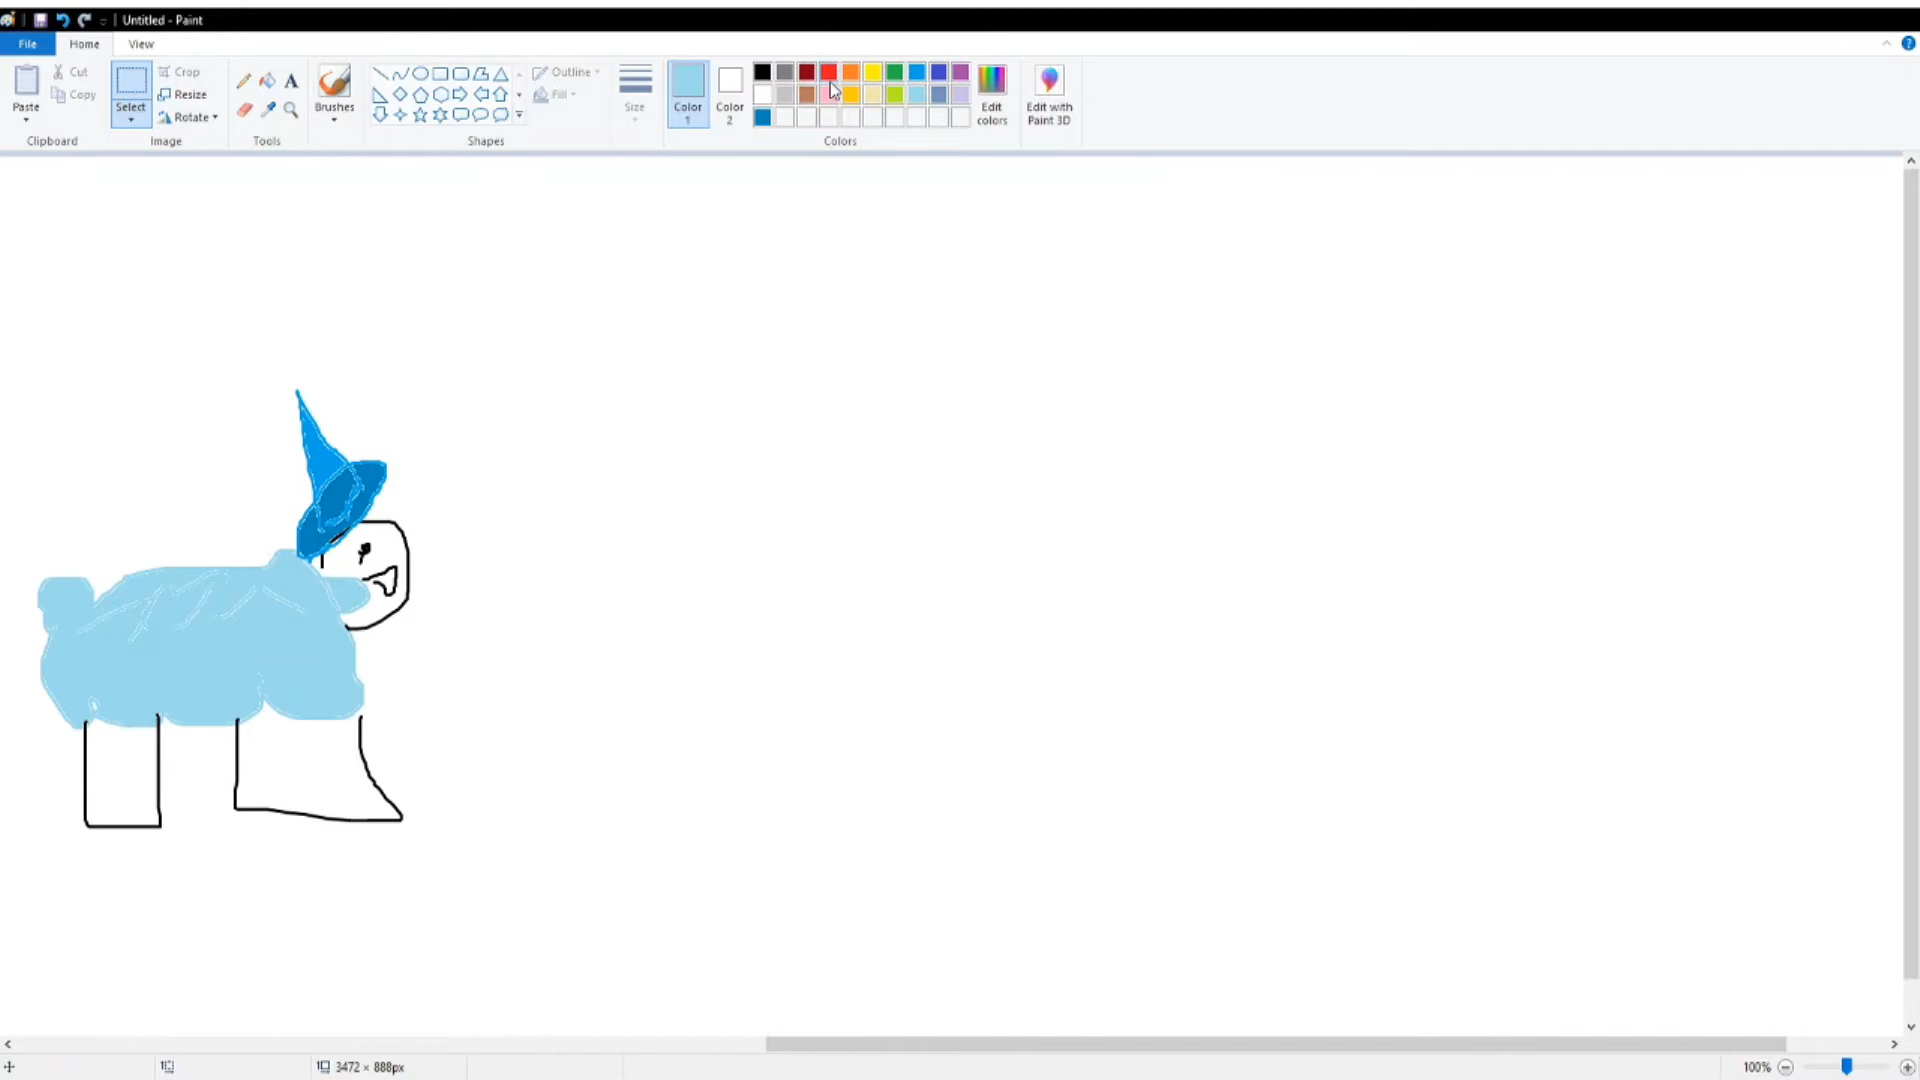 Untitled - Paint
File Home View
Paste
Cut
Copy
Clipboard
Select
Crop
Resize
Rotate
Image
A
Tools
Brushes
Shapes
Outline
Fill
Size
Color 1
Color 2
Colors
Edit colors
Edit with Paint 3D
3472 × 888px
100%